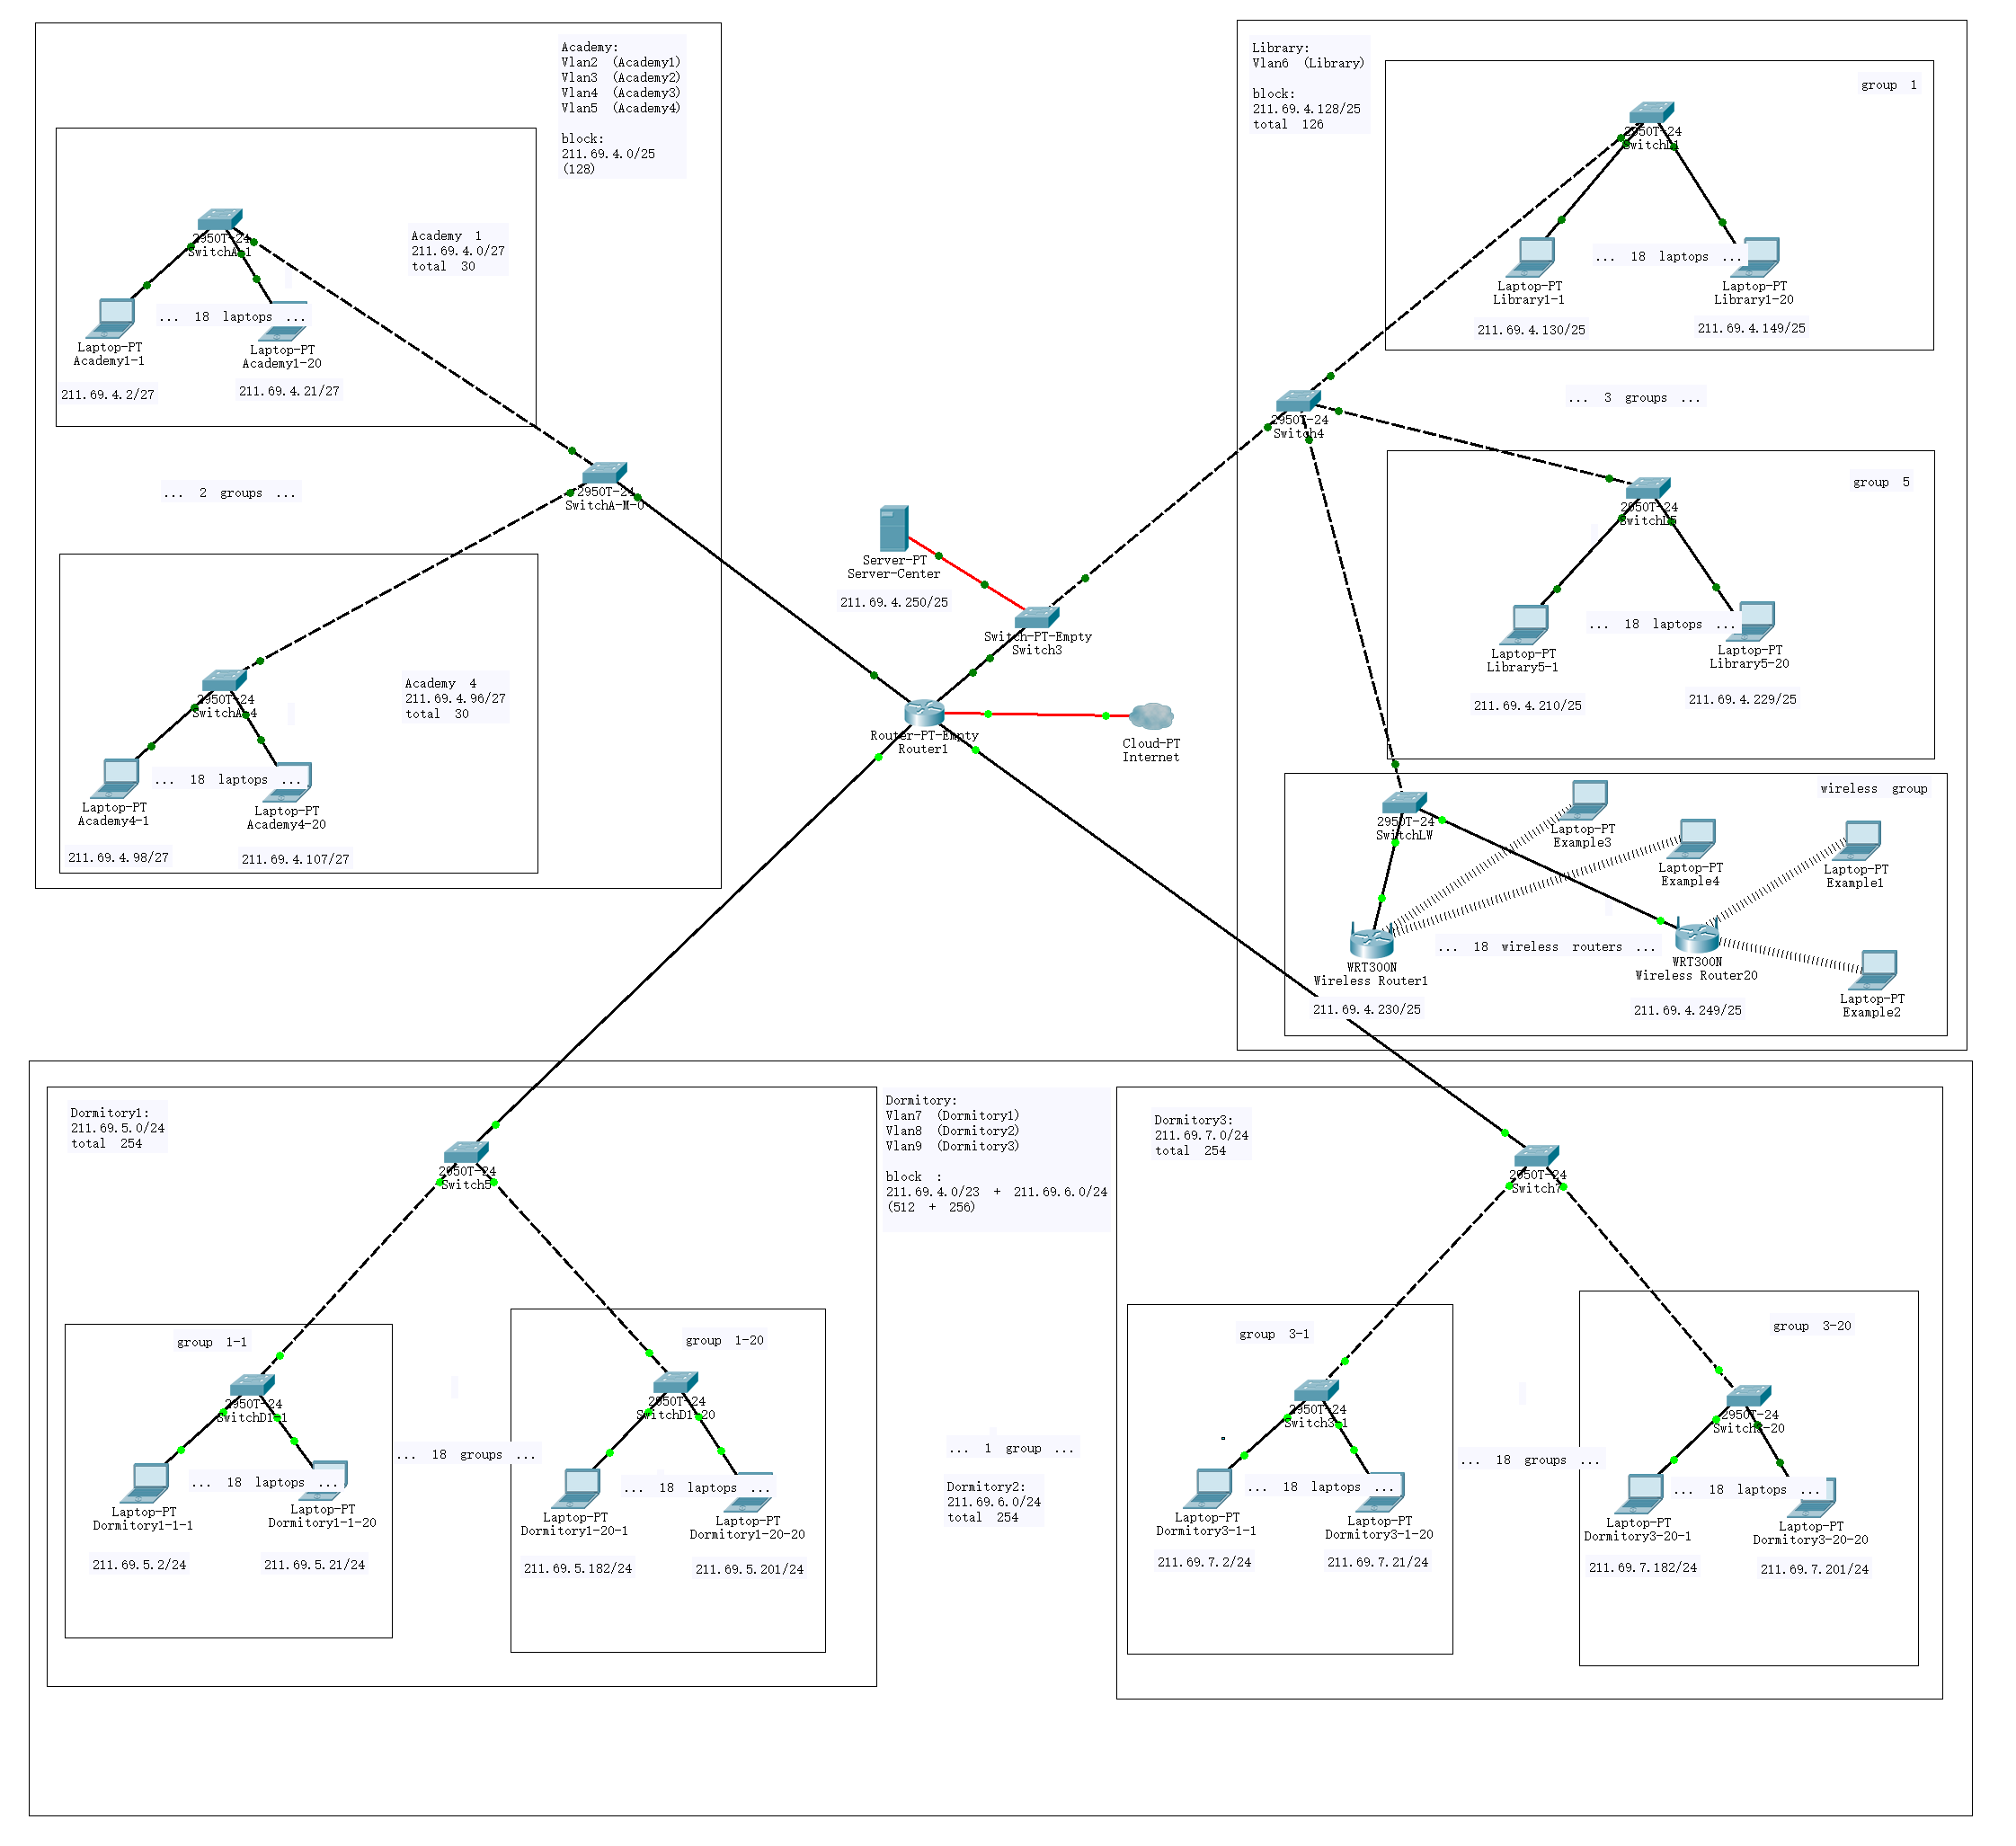 Academy:
Vlan2 (Academy1)
Vlan3 (Academy2)
Vlan4 (Academy3)
Vlan5 (Academy4)
block:
211.69.4.0/25
(128)
2950T-24
SwitchA-1
Academy 1
211.69.4.0/27
total 30
... 18 laptops ...
Laptop-PT
Academy1-1
Laptop-PT
Academy1-20
211.69.4.2/27
211.69.4.21/27
... 2 groups ...
2950T-24
SwitchA-M-0
2950T-24
SwitchA-4
Academy 4
211.69.4.96/27
total 30
... 18 laptops ...
Laptop-PT
Academy4-1
Laptop-PT
Academy4-20
211.69.4.98/27
211.69.4.107/27
Server-PT
Server-Center
211.69.4.250/25
Switch-PT-Empty
Switch3
Router-PT-Empty
Router1
Cloud-PT
Internet
Library:
Vlan6 (Library)
block:
211.69.4.128/25
total 126
group 1
2950T-24
SwitchL1
... 18 laptops ...
Laptop-PT
Library1-1
Laptop-PT
Library1-20
211.69.4.130/25
211.69.4.149/25
2950T-24
Switch4
... 3 groups ...
group 5
2950T-24
SwitchL5
... 18 laptops ...
Laptop-PT
Library5-1
Laptop-PT
Library5-20
211.69.4.210/25
211.69.4.229/25
wireless group
2950T-24
SwitchLW
Laptop-PT
Example3
Laptop-PT
Example4
Laptop-PT
Example1
... 18 wireless routers ...
WRT300N
Wireless Router1
WRT300N
Wireless Router20
Laptop-PT
Example2
211.69.4.230/25
211.69.4.249/25
Dormitory1:
211.69.5.0/24
total 254
2950T-24
Switch5
group 1-1
2950T-24
SwitchD1-1
... 18 laptops ...
Laptop-PT
Dormitory1-1-1
Laptop-PT
Dormitory1-1-20
211.69.5.2/24
211.69.5.21/24
... 18 groups ...
group 1-20
2950T-24
SwitchD1-20
... 18 laptops ...
Laptop-PT
Dormitory1-20-1
Laptop-PT
Dormitory1-20-20
211.69.5.182/24
211.69.5.201/24
Dormitory:
Vlan7 (Dormitory1)
Vlan8 (Dormitory2)
Vlan9 (Dormitory3)
block :
211.69.4.0/23 + 211.69.6.0/24
(512 + 256)
... 1 group ...
Dormitory2:
211.69.6.0/24
total 254
Dormitory3:
211.69.7.0/24
total 254
2950T-24
Switch7
group 3-1
2950T-24
Switch3-1
... 18 laptops ...
Laptop-PT
Dormitory3-1-1
Laptop-PT
Dormitory3-1-20
211.69.7.2/24
211.69.7.21/24
... 18 groups ...
group 3-20
2950T-24
Switch3-20
... 18 laptops ...
Laptop-PT
Dormitory3-20-1
Laptop-PT
Dormitory3-20-20
211.69.7.182/24
211.69.7.201/24